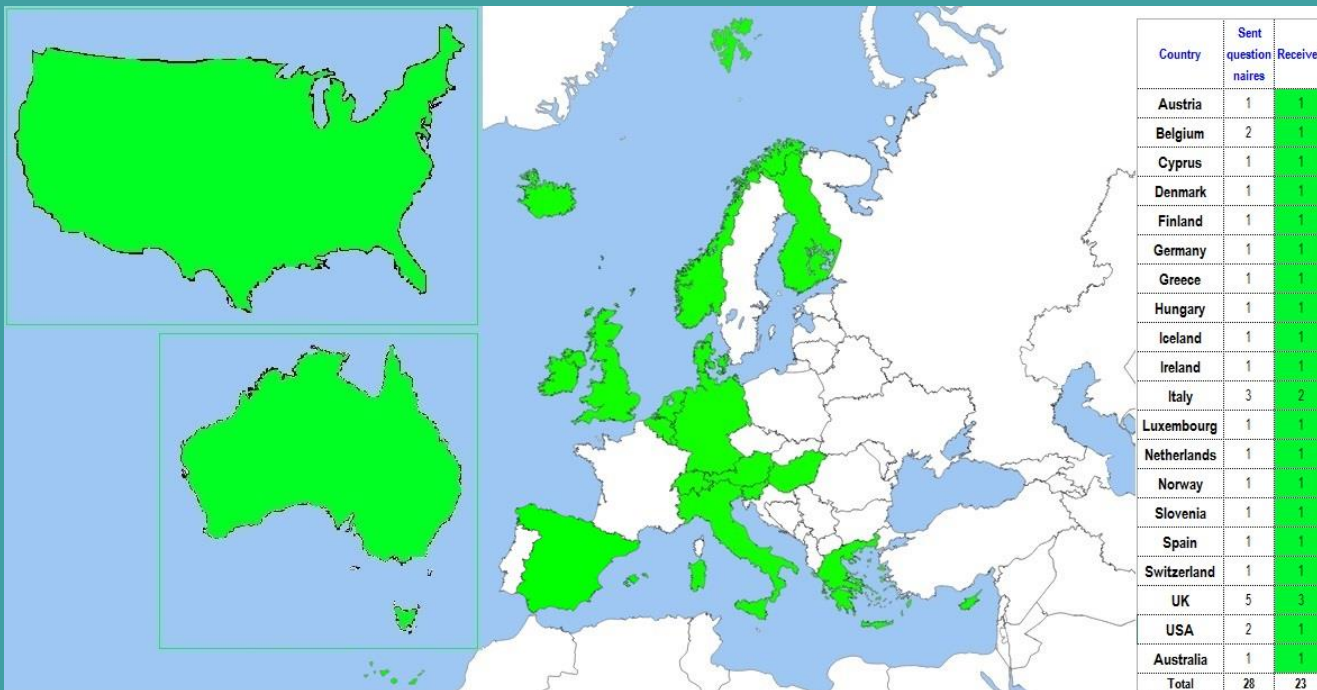 Country Sent questionnaires Receive
Austria 1 1
Belgium 2 1
Cyprus 1 1
Denmark 1 1
Finland 1 1
Germany 1 1
Greece 1 1
Hungary 1 1
Iceland 1 1
Ireland 1 1
Italy 3 2
Luxembourg 1 1
Netherlands 1 1
Norway 1 1
Slovenia 1 1
Spain 1 1
Switzerland 1 1
UK 5 3
USA 2 1
Australia 1 1
Total 28 23